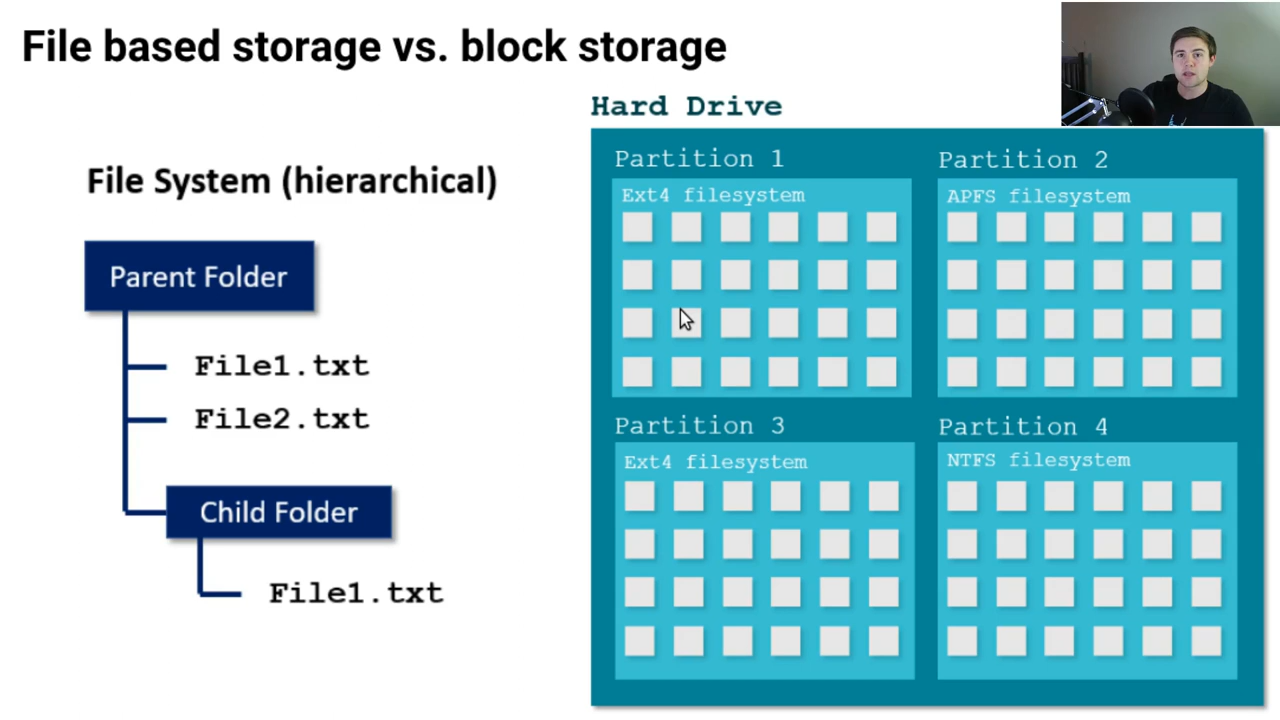 File based storage vs. block storage
File System (hierarchical)
Parent Folder
File1.txt
File2.txt
Child Folder
File1.txt
Hard Drive
Partition 1
Ext4 filesystem
Partition 2
APFS filesystem
Partition 3
Ext4 filesystem
Partition 4
NTFS filesystem